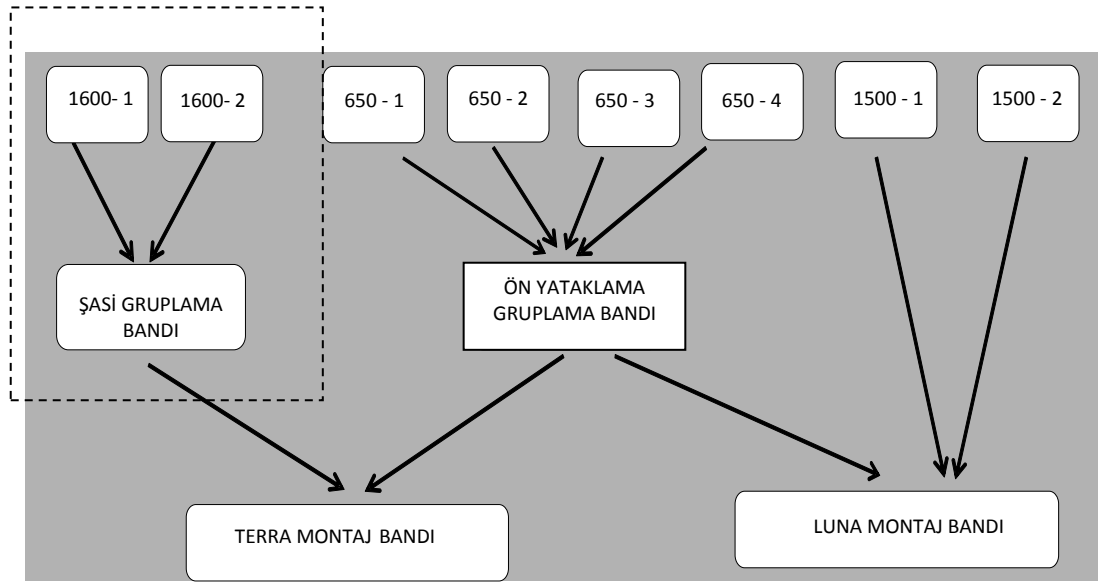 1600- 1
1600- 2
650 - 1
650 - 2
650 - 3
650 - 4
1500 - 1
1500 - 2
ŞASİ GRUPLAMA
BANDI
ÖN YATAKLAMA
GRUPLAMA BANDI
TERRA MONTAJ BANDI
LUNA MONTAJ BANDI